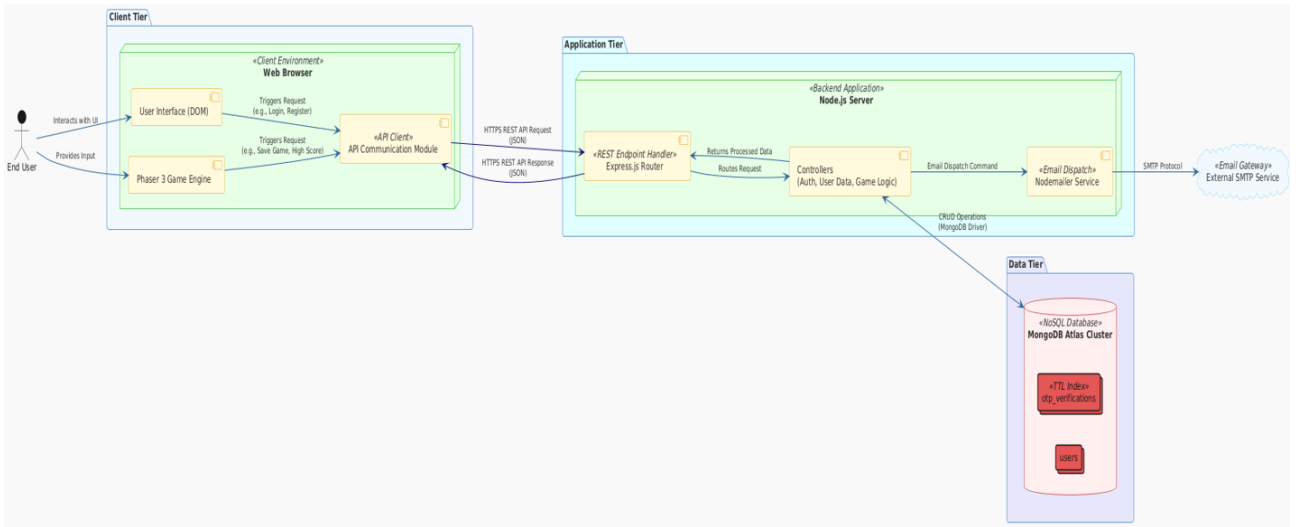 Client Tier
«Client Environment»
Web Browser
User Interface (DOM)
Phaser 3 Game Engine
Triggers Request
(e.g., Login, Register)
Triggers Request
(e.g., Save Game, High Score)
«API Client»
API Communication Module
Interacts with UI
Provides Input
End User
HTTPS REST API Request
(JSON)
HTTPS REST API Response
(JSON)
Application Tier
«Backend Application»
Node.js Server
«REST Endpoint Handler»
Express.js Router
Returns Processed Data
Routes Request
Controllers
(Auth, User Data, Game Logic)
Email Dispatch Command
«Email Dispatch»
Nodemailer Service
SMTP Protocol
«Email Gateway»
External SMTP Service
CRUD Operations
(MongoDB Driver)
Data Tier
«NoSQL Database»
MongoDB Atlas Cluster
«TTL Index»
otp_verifications
users